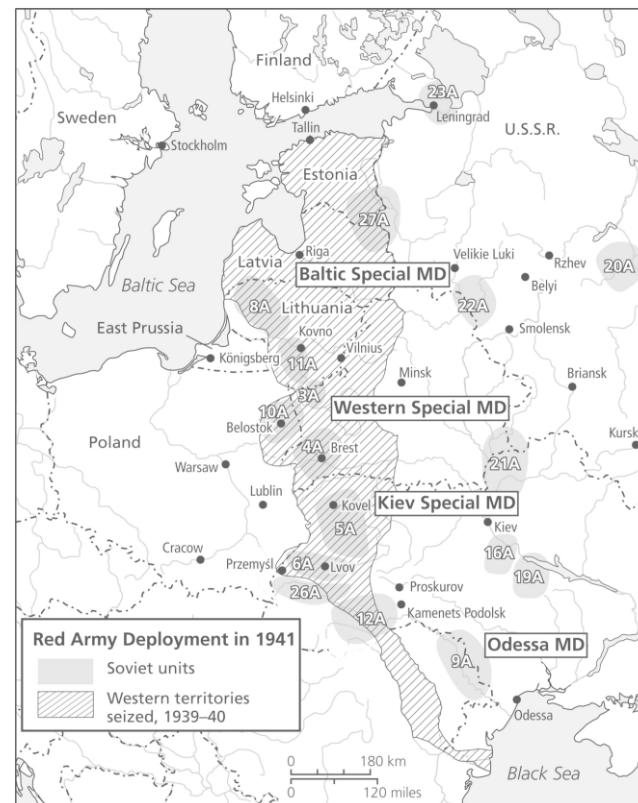 Finland
Sweden
Helsinki
23A
Leningrad
Tallin
U.S.S.R.
Stockholm
Estonia
27A
Riga
Latvia
Velikie Luki
Rzhev
20A
Baltic Special MD
Baltic Sea
Belyi
8A
Lithuania
22A
East Prussia
Kovno
Smolensk
Königsberg
11A
Vilnius
Minsk
Briansk
3A
Western Special MD
10A
Belostok
Kursk
Poland
4A
Brest
Warsaw
21A
Lublin
Kovel
Kiev Special MD
5A
Kiev
Cracow
Przemyśl
6A
Lvov
16A
19A
26A
Proskurov
12A
Kamenets Podolsk
Odessa MD
9A
Red Army Deployment in 1941
Soviet units
Western territories
seized, 1939–40
Odessa
0 180 km
0 120 miles
Black Sea